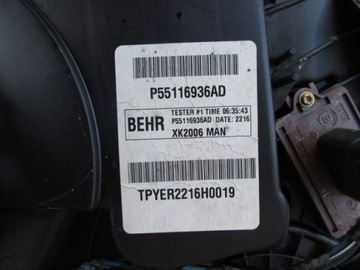 P55116936AD
BEHR
TESTER #1 TIME 06:35:43
P55116936AD DATE: 2216
XK2006 MAN
TPYER2216H0019